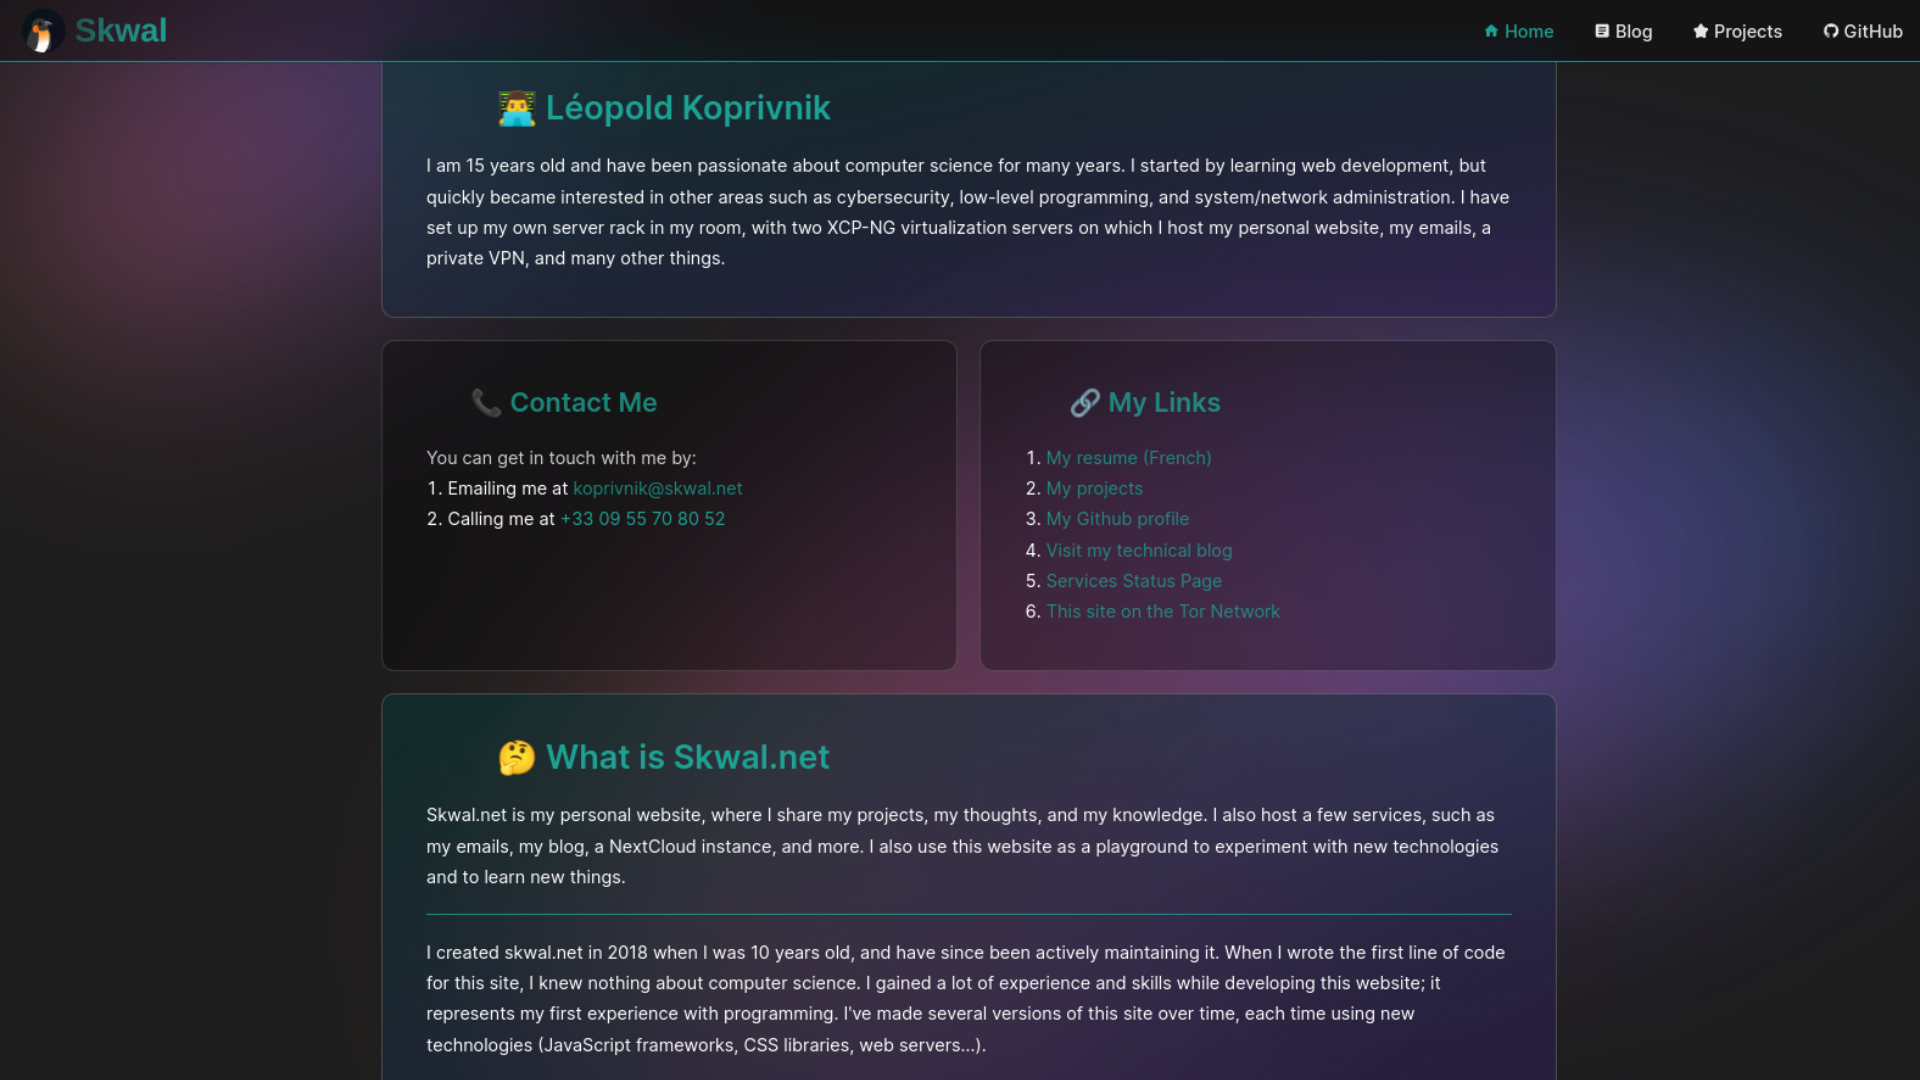 Skwal
Home
Blog
Projects
GitHub
Léopold Koprivnik
I am 15 years old and have been passionate about computer science for many years. I started by learning web development, but
quickly became interested in other areas such as cybersecurity, low-level programming, and system/network administration. I have
set up my own server rack in my room, with two XCP-NG virtualization servers on which I host my personal website, my emails, a
private VPN, and many other things.
Contact Me
You can get in touch with me by:
1. Emailing me at koprivnik@skwal.net
2. Calling me at +33 09 55 70 80 52
My Links
1. My resume (French)
2. My projects
3. My Github profile
4. Visit my technical blog
5. Services Status Page
6. This site on the Tor Network
What is Skwal.net
Skwal.net is my personal website, where I share my projects, my thoughts, and my knowledge. I also host a few services, such as
my emails, my blog, a NextCloud instance, and more. I also use this website as a playground to experiment with new technologies
and to learn new things.
I created skwal.net in 2018 when I was 10 years old, and have since been actively maintaining it. When I wrote the first line of code
for this site, I knew nothing about computer science. I gained a lot of experience and skills while developing this website; it
represents my first experience with programming. I've made several versions of this site over time, each time using new
technologies (JavaScript frameworks, CSS libraries, web servers...).